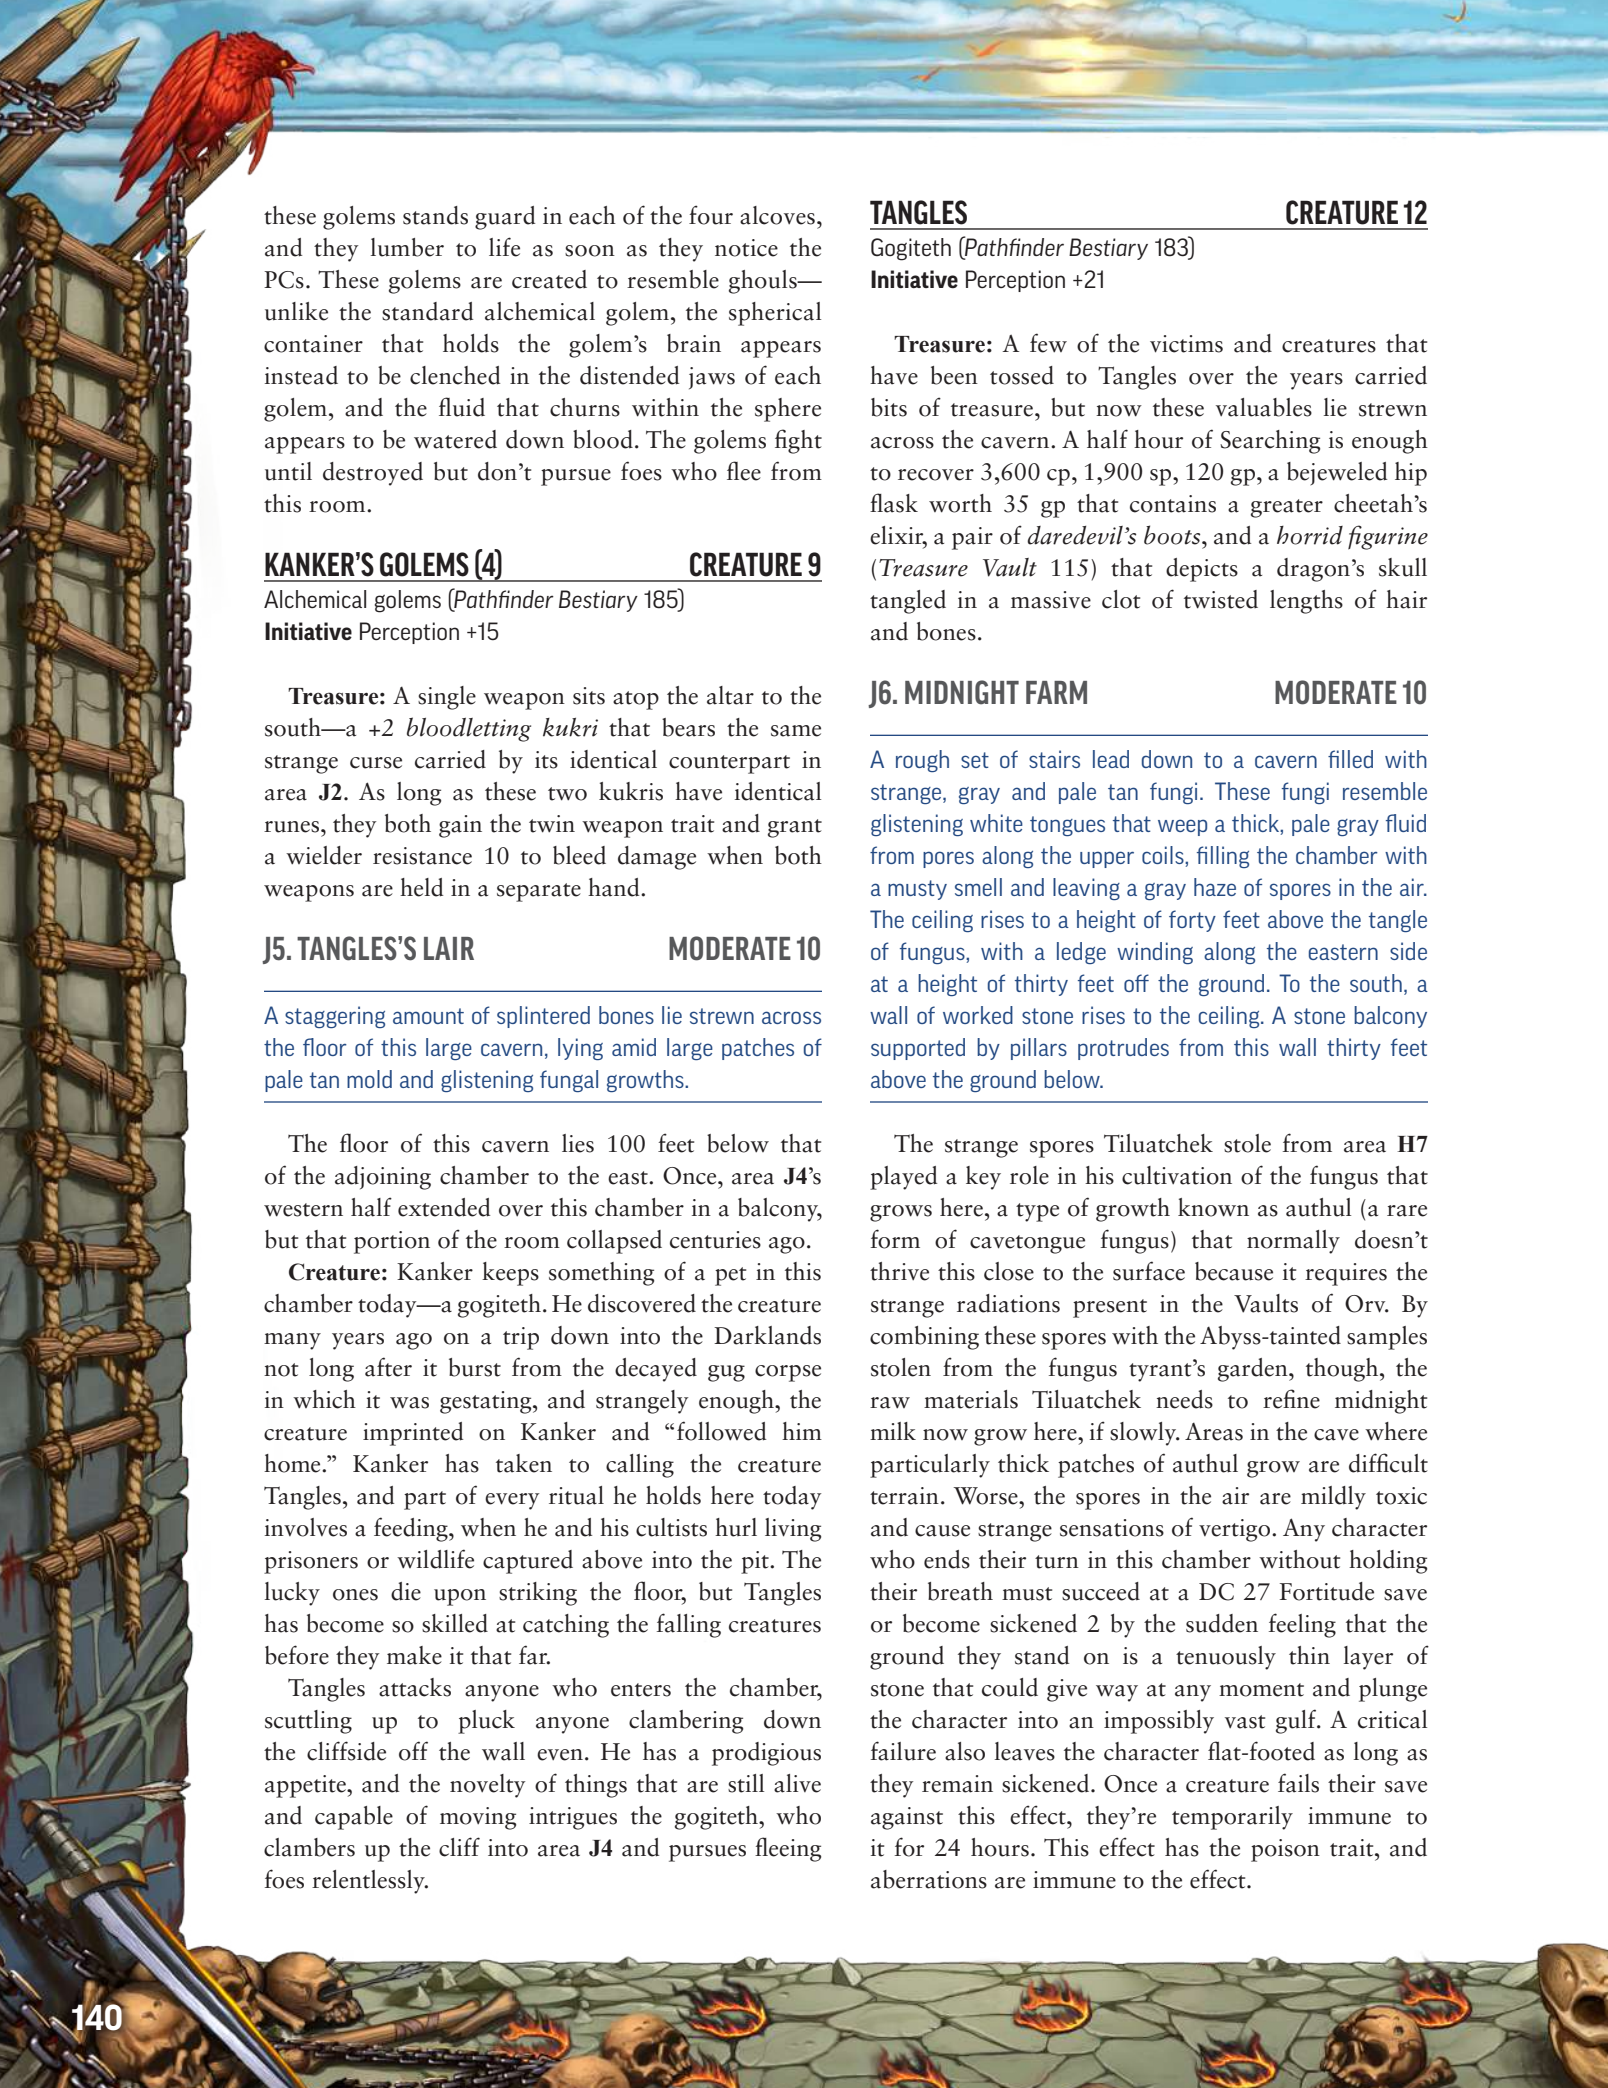 these golems stands guard in each of the four alcoves,
and they lumber to life as soon as they notice the
PCs. These golems are created to resemble ghouls—
unlike the standard alchemical golem, the spherical
container that holds the golem's brain appears
instead to be clenched in the distended jaws of each
golem, and the fluid that churns within the sphere
appears to be watered down blood. The golems fight
until destroyed but don't pursue foes who flee from
this room.
KANKER'S GOLEMS (4) CREATURE 9
Alchemical golems (Pathfinder Bestiary 185)
Initiative Perception +15
Treasure: A single weapon sits atop the altar to the
south—a +2 bloodletting kukri that bears the same
strange curse carried by its identical counterpart in
area J2. As long as these two kukris have identical
runes, they both gain the twin weapon trait and grant
a wielder resistance 10 to bleed damage when both
weapons are held in a separate hand.
J5. TANGLES'S LAIR MODERATE 10
A staggering amount of splintered bones lie strewn across
the floor of this large cavern, lying amid large patches of
pale tan mold and glistening fungal growths.
The floor of this cavern lies 100 feet below that
of the adjoining chamber to the east. Once, area J4's
western half extended over this chamber in a balcony,
but that portion of the room collapsed centuries ago.
Creature: Kanker keeps something of a pet in this
chamber today—a gogiteth. He discovered the creature
many years ago on a trip down into the Darklands
not long after it burst from the decayed gug corpse
in which it was gestating, and strangely enough, the
creature imprinted on Kanker and “followed him
home.” Kanker has taken to calling the creature
Tangles, and part of every ritual he holds here today
involves a feeding, when he and his cultists hurl living
prisoners or wildlife captured above into the pit. The
lucky ones die upon striking the floor, but Tangles
has become so skilled at catching the falling creatures
before they make it that far.
Tangles attacks anyone who enters the chamber,
scuttling up to pluck anyone clambering down
the cliffside off the wall even. He has a prodigious
appetite, and the novelty of things that are still alive
and capable of moving intrigues the gogiteth, who
clambers up the cliff into area J4 and pursues fleeing
foes relentlessly.
TANGLES CREATURE 12
Gogiteth (Pathfinder Bestiary 183)
Initiative Perception +21
Treasure: A few of the victims and creatures that
have been tossed to Tangles over the years carried
bits of treasure, but now these valuables lie strewn
across the cavern. A half hour of Searching is enough
to recover 3,600 cp, 1,900 sp, 120 gp, a bejeweled hip
flask worth 35 gp that contains a greater cheetah's
elixir, a pair of daredevil's boots, and a horrid figurine
(Treasure Vault 115) that depicts a dragon's skull
tangled in a massive clot of twisted lengths of hair
and bones.
J6. MIDNIGHT FARM MODERATE 10
A rough set of stairs lead down to a cavern filled with
strange, gray and pale tan fungi. These fungi resemble
glistening white tongues that weep a thick, pale gray fluid
from pores along the upper coils, filling the chamber with
a musty smell and leaving a gray haze of spores in the air.
The ceiling rises to a height of forty feet above the tangle
of fungus, with a ledge winding along the eastern side
at a height of thirty feet off the ground. To the south, a
wall of worked stone rises to the ceiling. A stone balcony
supported by pillars protrudes from this wall thirty feet
above the ground below.
The strange spores Tiluatchek stole from area H7
played a key role in his cultivation of the fungus that
grows here, a type of growth known as authul (a rare
form of cavetongue fungus) that normally doesn't
thrive this close to the surface because it requires the
strange radiations present in the Vaults of Orv. By
combining these spores with the Abyss-tainted samples
stolen from the fungus tyrant's garden, though, the
raw materials Tiluatchek needs to refine midnight
milk now grow here, if slowly. Areas in the cave where
particularly thick patches of authul grow are difficult
terrain. Worse, the spores in the air are mildly toxic
and cause strange sensations of vertigo. Any character
who ends their turn in this chamber without holding
their breath must succeed at a DC 27 Fortitude save
or become sickened 2 by the sudden feeling that the
ground they stand on is a tenuously thin layer of
stone that could give way at any moment and plunge
the character into an impossibly vast gulf. A critical
failure also leaves the character flat-footed as long as
they remain sickened. Once a creature fails their save
against this effect, they're temporarily immune to
it for 24 hours. This effect has the poison trait, and
aberrations are immune to the effect.
140